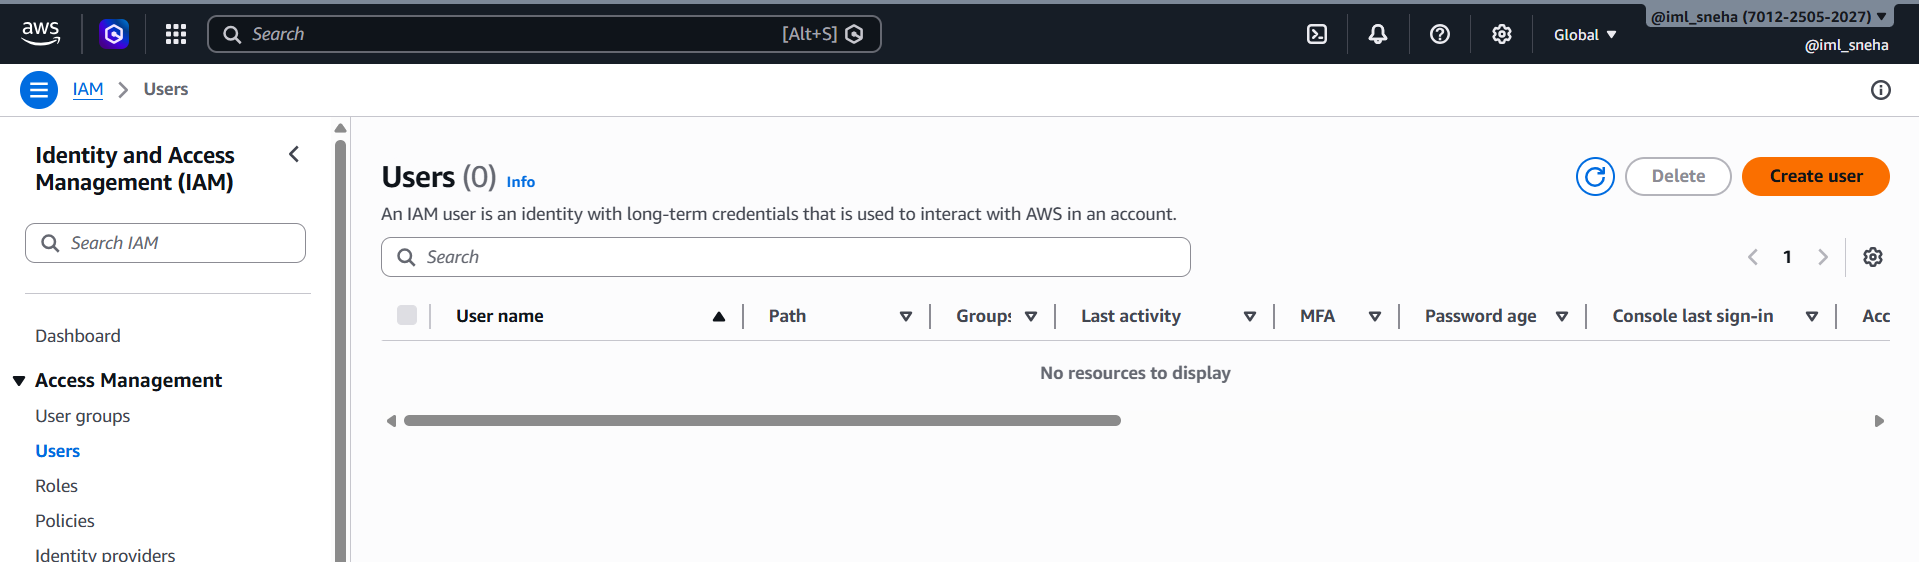 aws
Search [Alt+S]
Global
@iml_sneha (7012-2505-2027)
@iml_sneha
IAM > Users
Identity and Access
Management (IAM)
Search IAM
Dashboard
Access Management
User groups
Users
Roles
Policies
Identity providers
Users (0) Info
Delete
Create user
An IAM user is an identity with long-term credentials that is used to interact with AWS in an account.
Search
1
User name Path Groups Last activity MFA Password age Console last sign-in Acc
No resources to display